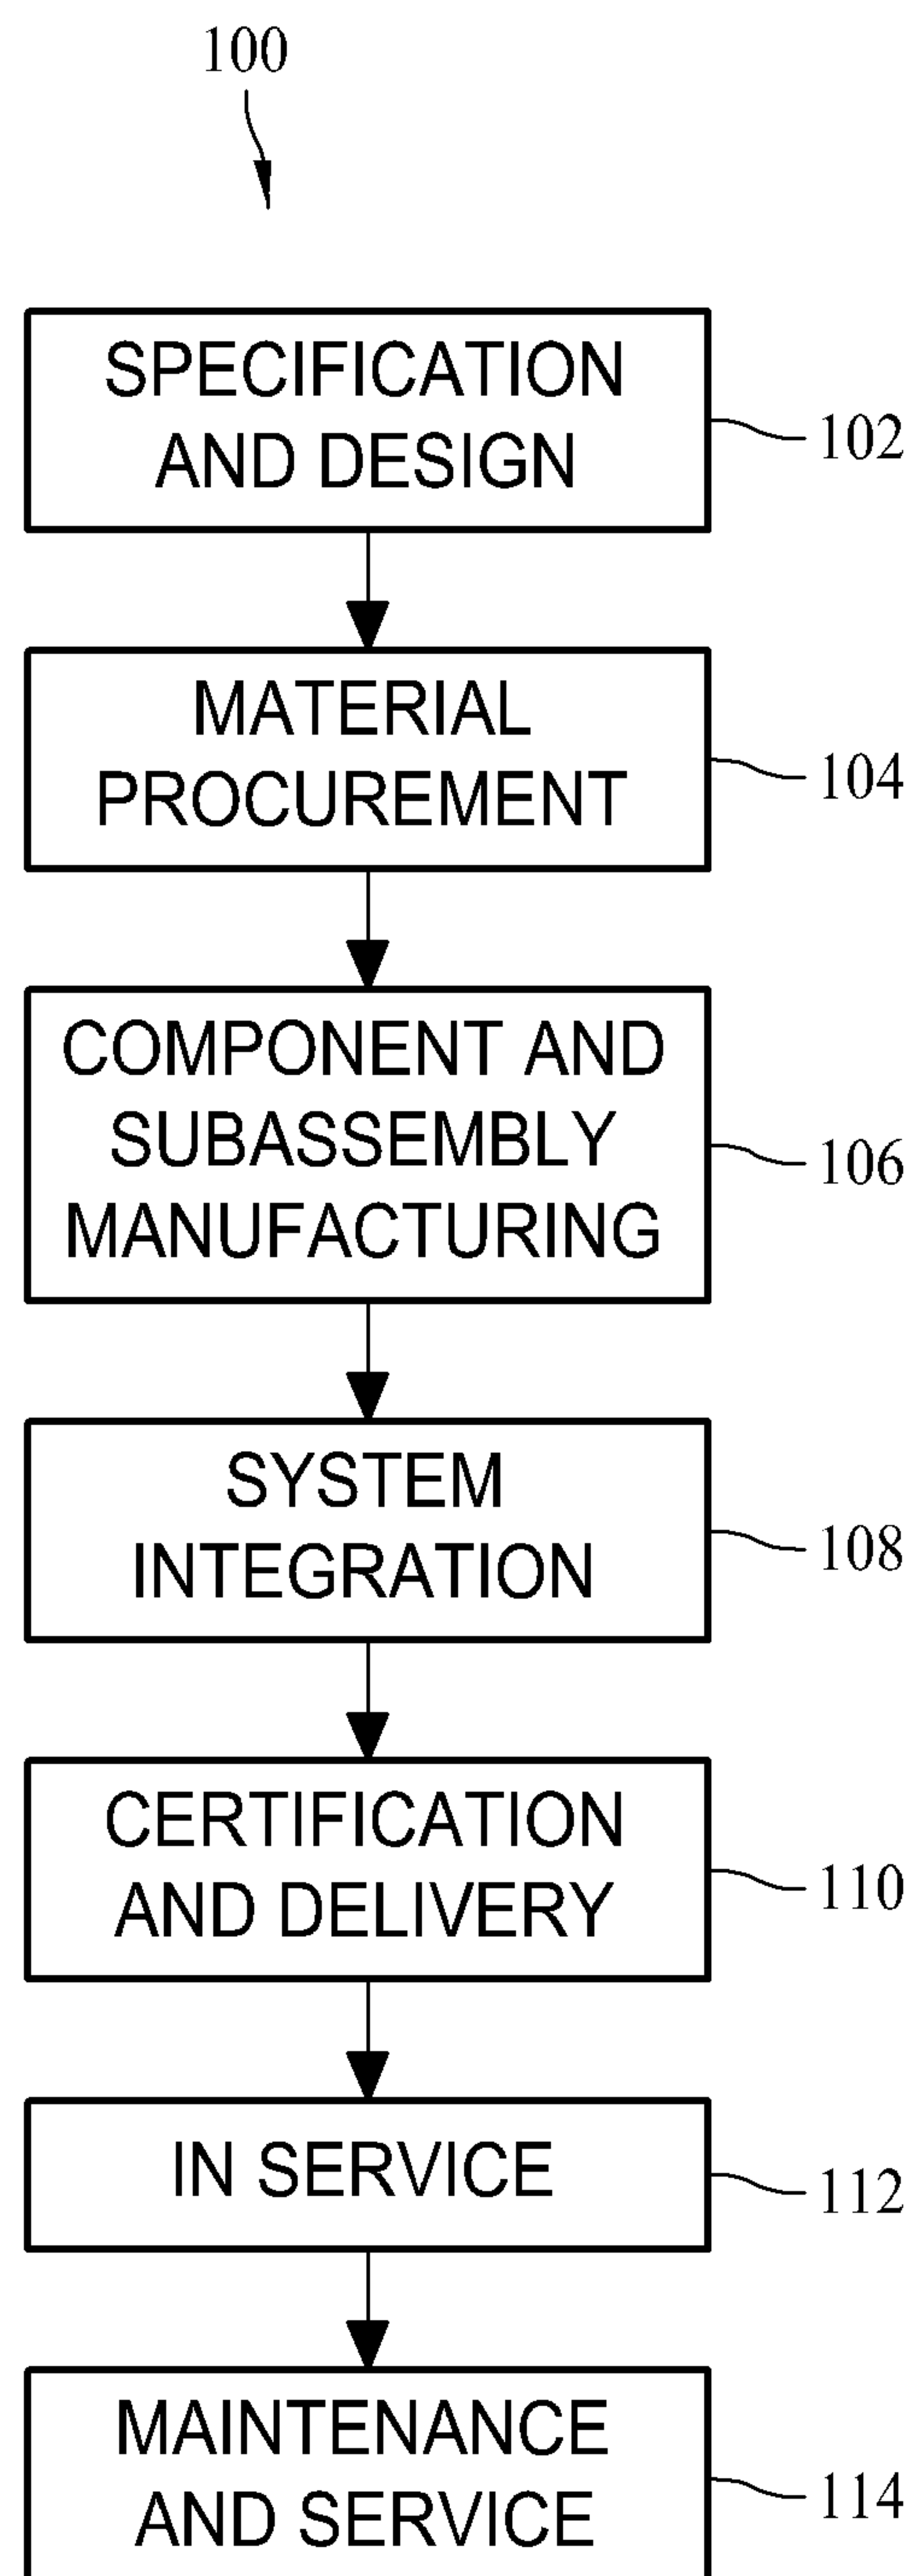 100
SPECIFICATION
AND DESIGN
102
MATERIAL
PROCUREMENT
104
COMPONENT AND
SUBASSEMBLY
MANUFACTURING
106
SYSTEM
INTEGRATION
108
CERTIFICATION
AND DELIVERY
110
IN SERVICE
112
MAINTENANCE
AND SERVICE
114